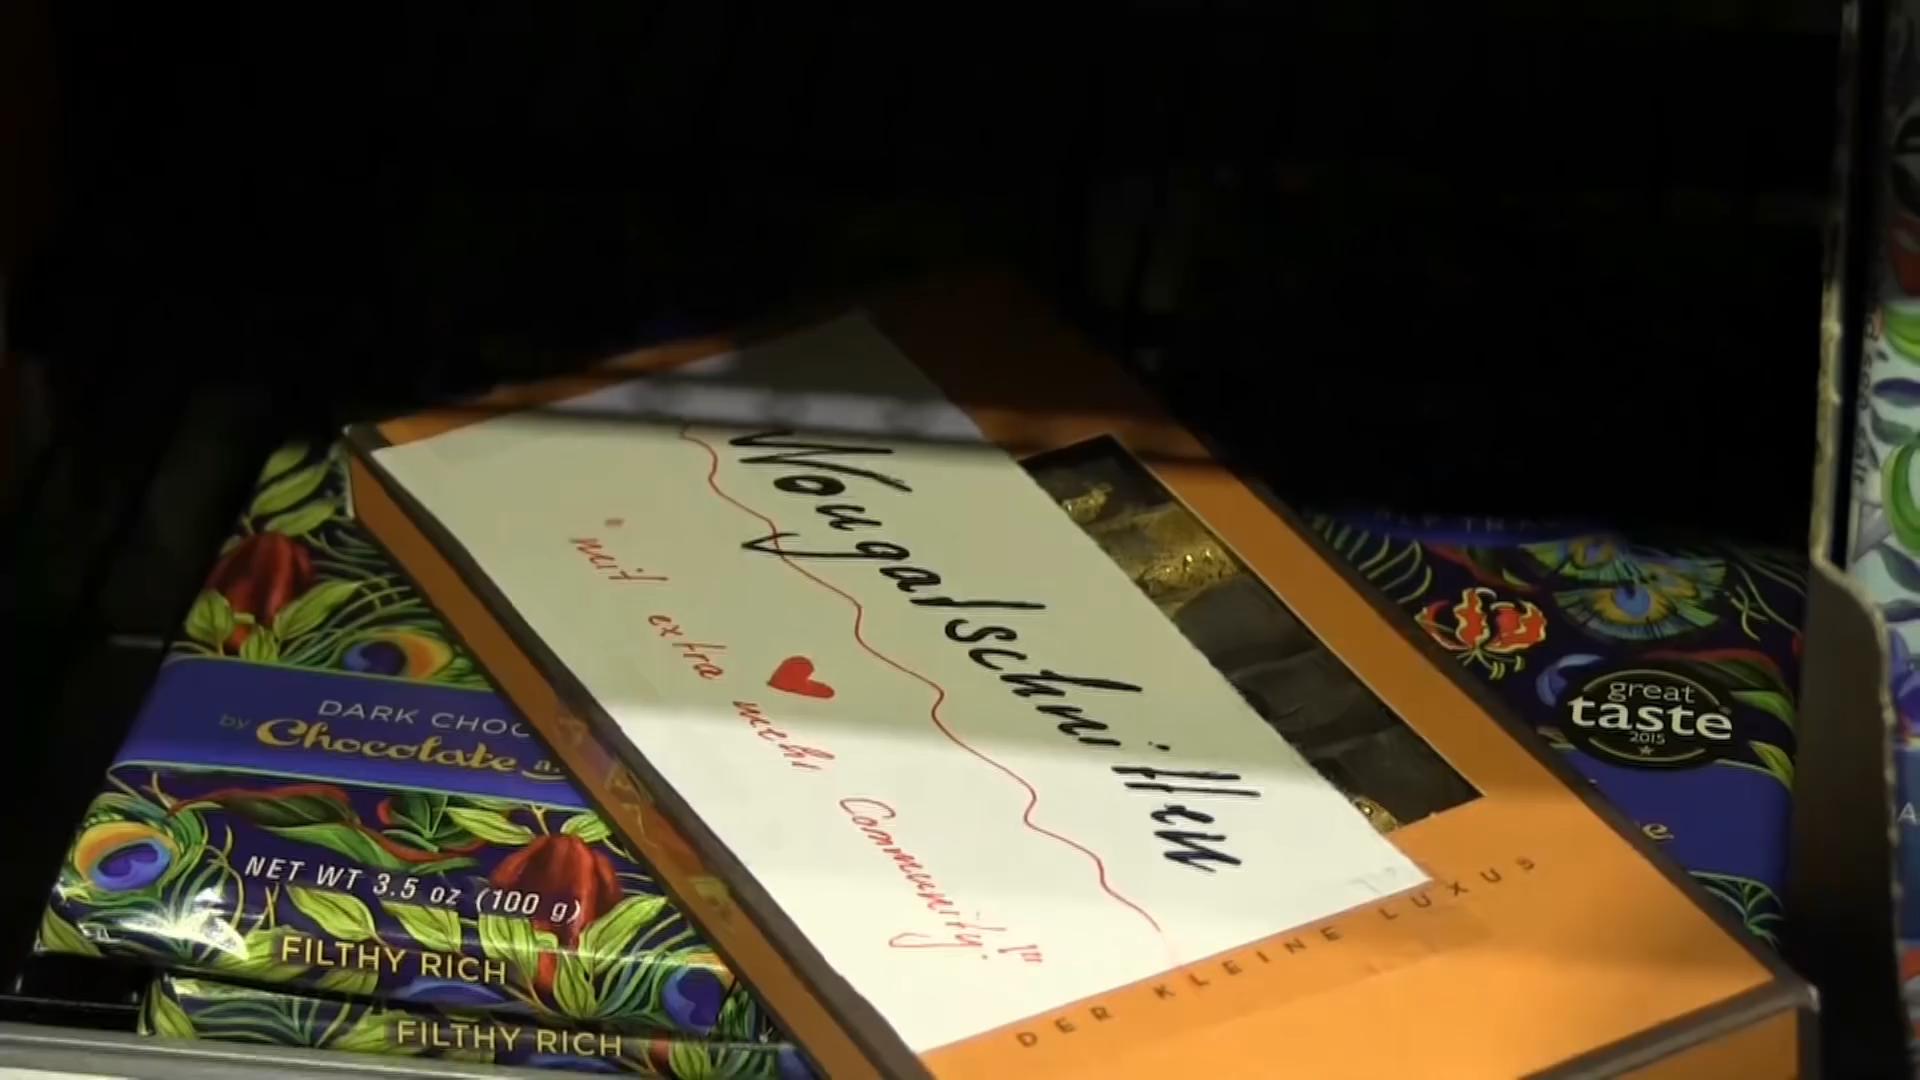 Nougatschnitten
"mit extra mehr Community!"
DER KLEINE LUXUS
DARK CHOC
by Chocolate a
NET WT 3.5 oz (100 g)
FILTHY RICH
FILTHY RICH
great
taste
2015